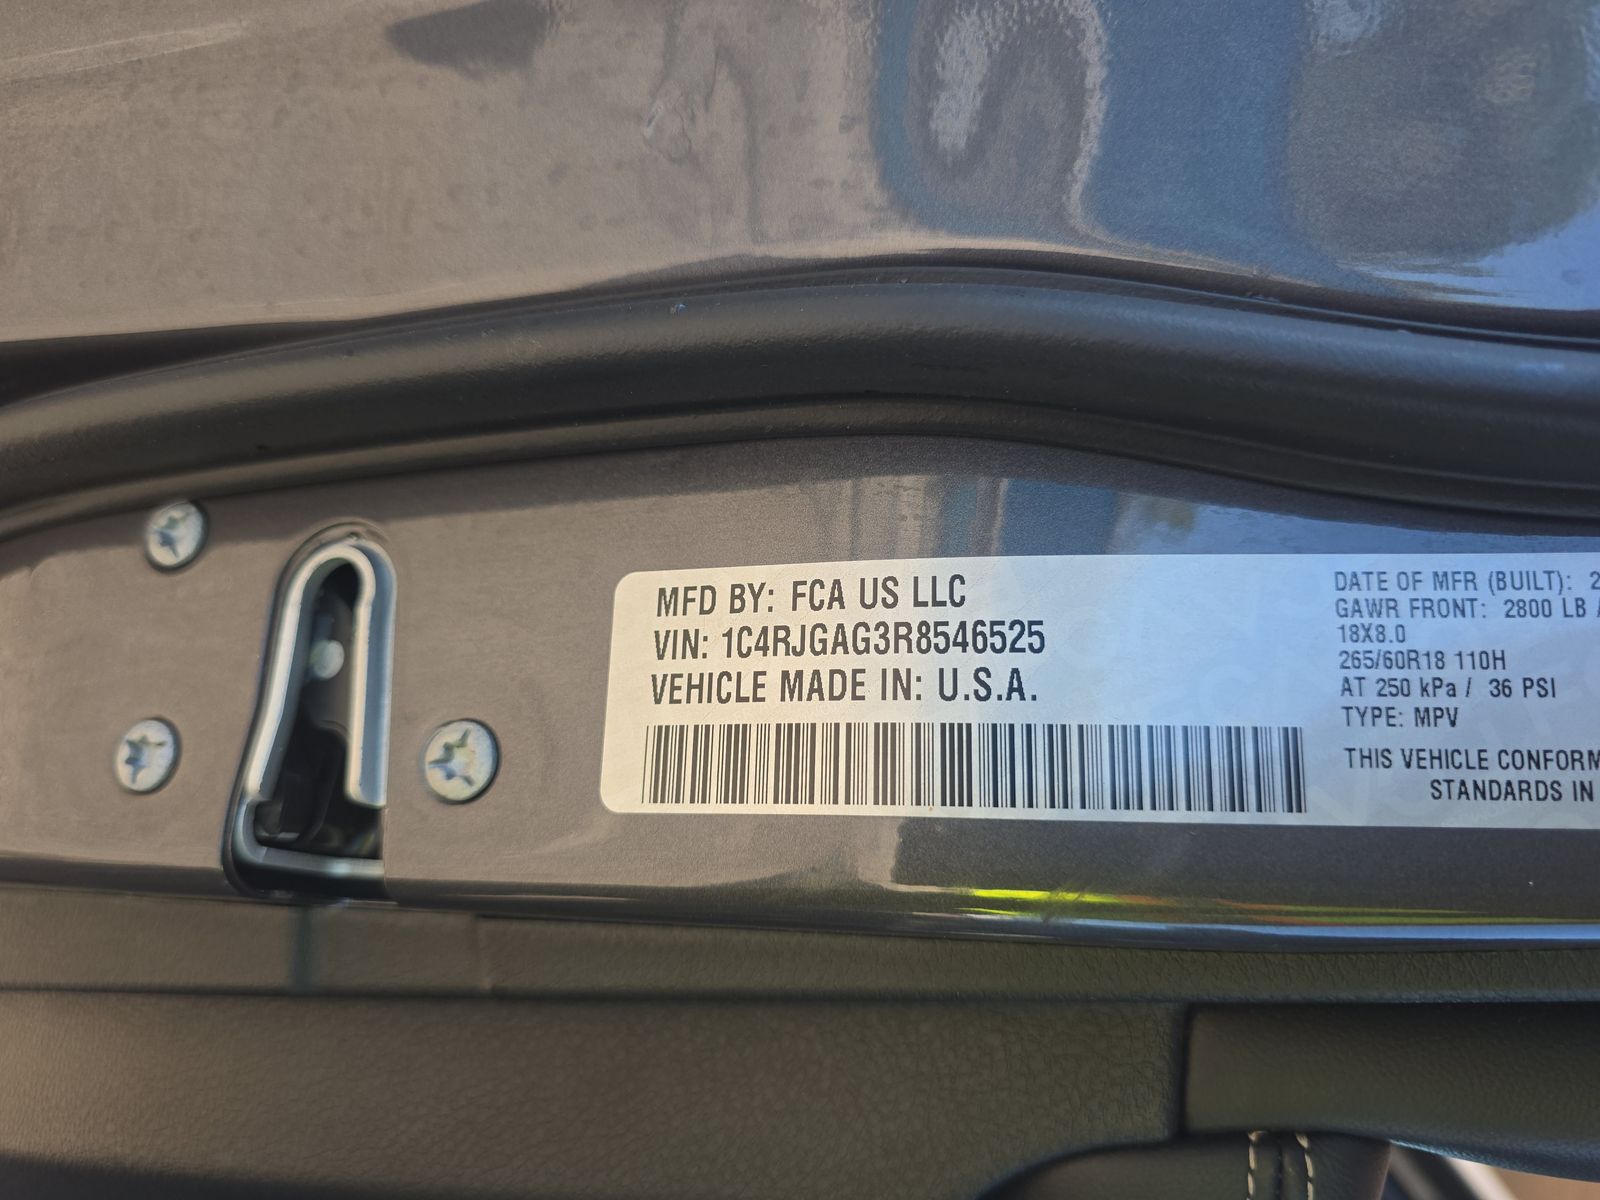 MFD BY: FCA US LLC
VIN: 1C4RJGAG3R8546525
VEHICLE MADE IN: U.S.A.
DATE OF MFR (BUILT): 2
GAWR FRONT: 2800 LB
18X8.0
265/60R18 110H
AT 250 kPa / 36 PSI
TYPE: MPV
THIS VEHICLE CONFORM
STANDARDS IN